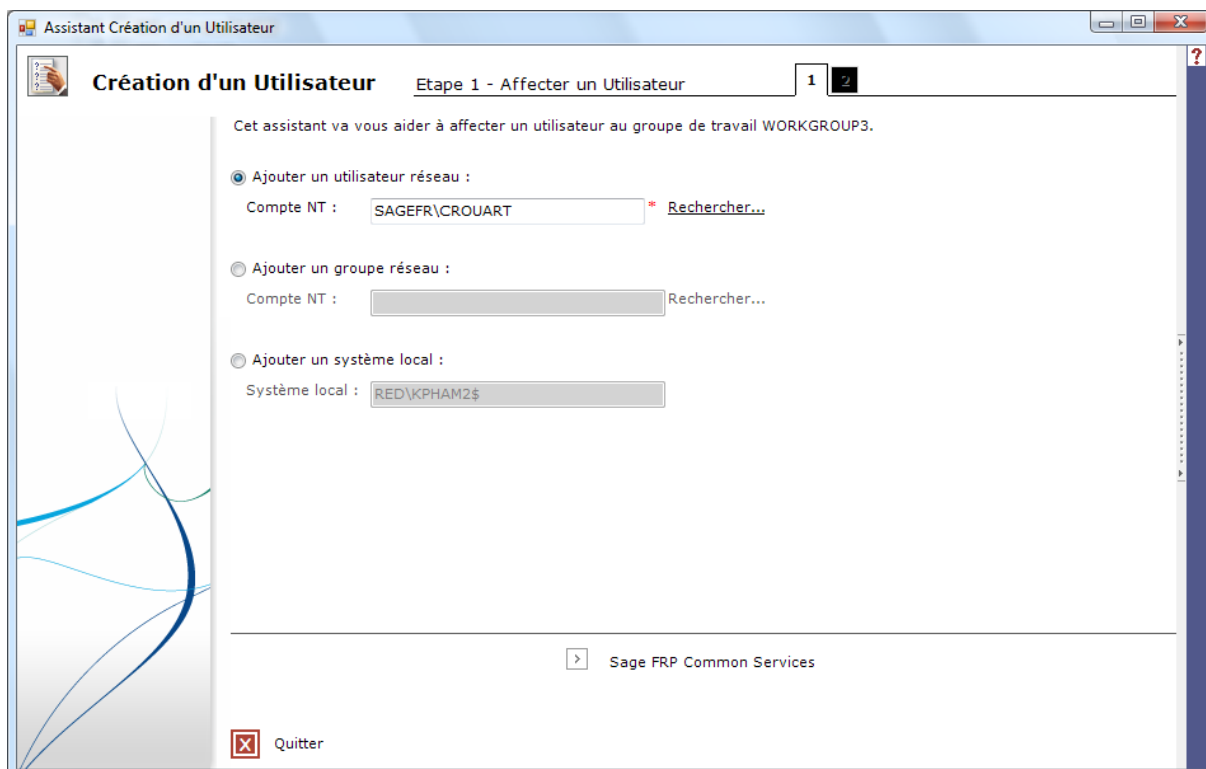 Assistant Création d'un Utilisateur
?
Création d'un Utilisateur Etape 1 - Affecter un Utilisateur 1 2
Cet assistant va vous aider à affecter un utilisateur au groupe de travail WORKGROUP3.
Ajouter un utilisateur réseau :
Compte NT : SAGEFR\CROUART * Rechercher...
Ajouter un groupe réseau :
Compte NT : Rechercher...
Ajouter un système local :
Système local : RED\KPHAM2$
Sage FRP Common Services
Quitter